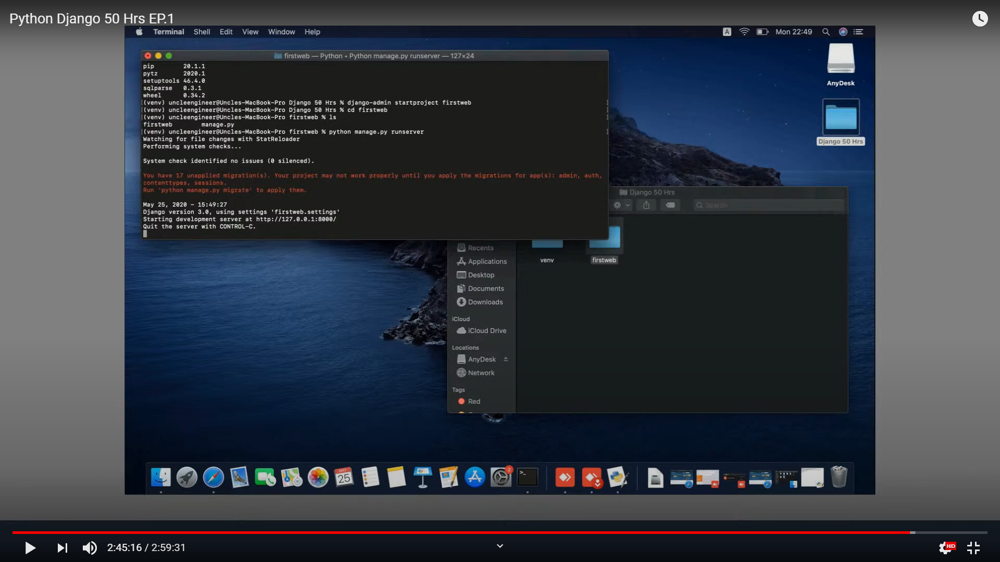 Python Django 50 Hrs EP.1
Terminal Shell Edit View Window Help
A Mon 22:49
firstweb — Python • Python manage.py runserver — 127×24
pip 20.1.1
pytz 2020.1
setuptools 46.4.0
sqlparse 0.3.1
wheel 0.34.2
[(venv) uncleengineer@Uncles-MacBook-Pro Django 50 Hrs % django-admin startproject firstweb ]
[(venv) uncleengineer@Uncles-MacBook-Pro Django 50 Hrs % cd firstweb ]
[(venv) uncleengineer@Uncles-MacBook-Pro firstweb % ls ]
firstweb manage.py
[(venv) uncleengineer@Uncles-MacBook-Pro firstweb % python manage.py runserver ]
Watching for file changes with StatReloader
Performing system checks...
System check identified no issues (0 silenced).
You have 17 unapplied migration(s). Your project may not work properly until you apply the migrations for app(s): admin, auth,
contenttypes, sessions.
Run 'python manage.py migrate' to apply them.
May 25, 2020 - 15:49:27
Django version 3.0, using settings 'firstweb.settings'
Starting development server at http://127.0.0.1:8000/
Quit the server with CONTROL-C.
AnyDesk
Django 50 Hrs
Django 50 Hrs
Search
Recents
Applications
Desktop
Documents
Downloads
iCloud
iCloud Drive
Locations
AnyDesk
Network
Tags
Red
venv
firstweb
MAY
25
2
>_
2:45:16 / 2:59:31
HD